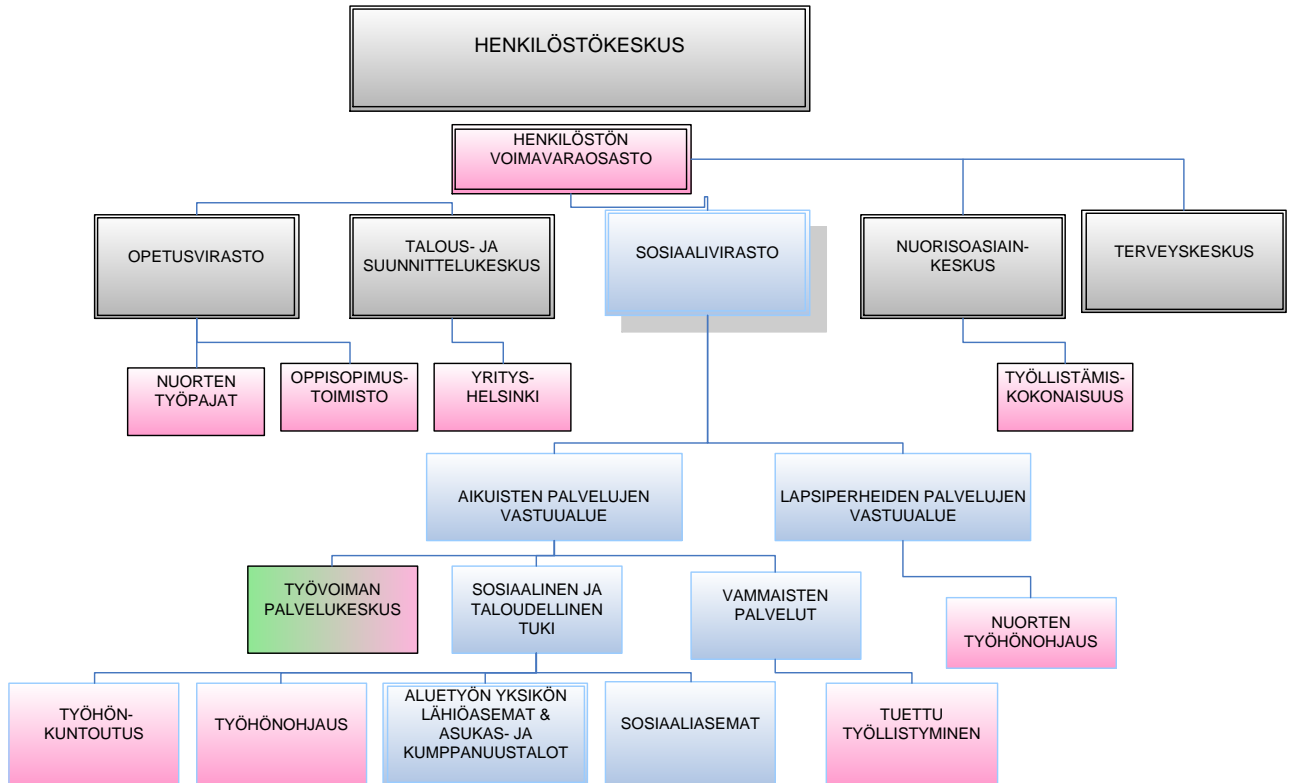 HENKILÖSTÖKESKUS
HENKILÖSTÖN
VOIMAVARAOSASTO
OPETUSVIRASTO
TALOUS- JA
SUUNNITTELUKESKUS
SOSIAALIVIRASTO
NUORISOASIAIN-
KESKUS
TERVEYSKESKUS
NUORTEN
TYÖPAJAT
OPPISOPIMUS-
TOIMISTO
YRITYS-
HELSINKI
TYÖLLISTÄMIS-
KOKONAISUUS
AIKUISTEN PALVELUJEN
VASTUUALUE
LAPSIPERHEIDEN PALVELUJEN
VASTUUALUE
TYÖVOIMAN
PALVELUKESKUS
SOSIAALINEN JA
TALOUDELLINEN
TUKI
VAMMAISTEN
PALVELUT
NUORTEN
TYÖHÖNOHJAUS
TYÖHÖN-
KUNTOUTUS
TYÖHÖNOHJAUS
ALUETYÖN YKSIKÖN
LÄHIÖASEMAT &
ASUKAS- JA
KUMPPANUUSTALOT
SOSIAALIASEMAT
TUETTU
TYÖLLISTYMINEN